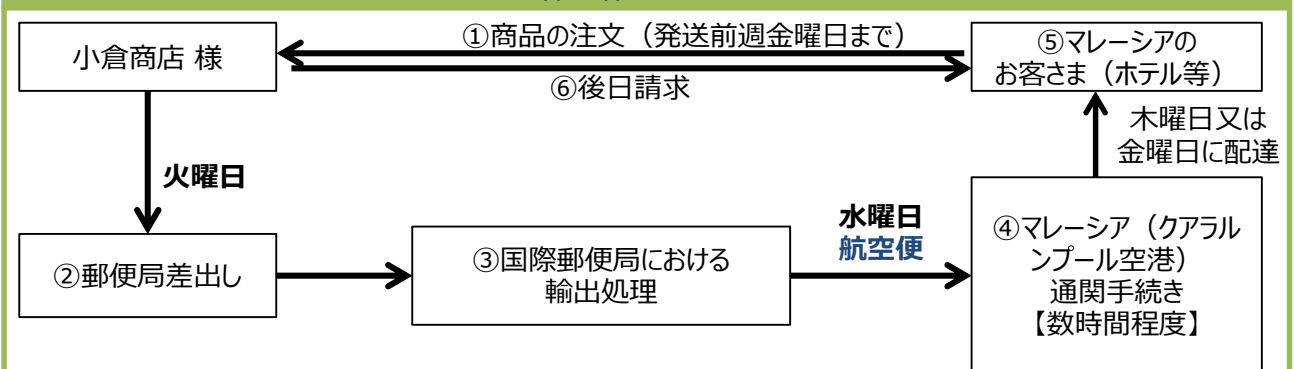 ①商品の注文（発送前週金曜日まで）
小倉商店 様
⑤マレーシアの
お客さま（ホテル等）
⑥後日請求
木曜日又は
金曜日に配達
火曜日
水曜日
航空便
②郵便局差出し
③国際郵便局における
輸出処理
④マレーシア（クアラル
ンプール空港）
通関手続き
【数時間程度】